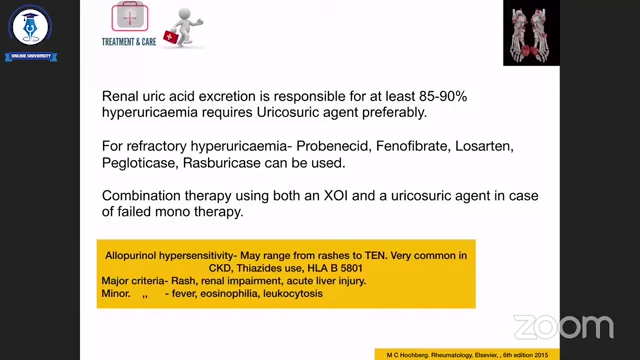 ONLINE UNIVERSITY
TREATMENT & CARE
Renal uric acid excretion is responsible for at least 85-90%
hyperuricaemia requires Uricosuric agent preferably.
For refractory hyperuricaemia- Probenecid, Fenofibrate, Losarten,
Pegloticase, Rasburicase can be used.
Combination therapy using both an XOI and a uricosuric agent in case
of failed mono therapy.
Allopurinol hypersensitivity- May range from rashes to TEN. Very common in
CKD, Thiazides use, HLA B 5801
Major criteria- Rash, renal impairment, acute liver injury.
Minor. ,, - fever, eosinophilia, leukocytosis
zoom
M C Hochberg. Rheumatology. Elsevier, , 6th edition 2015